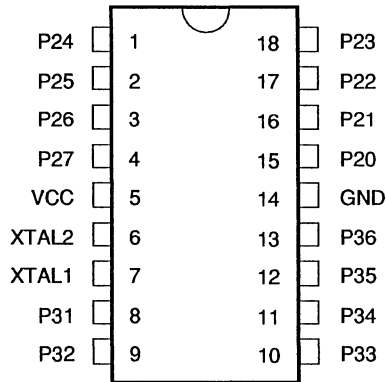 P24 1 18 P23
P25 2 17 P22
P26 3 16 P21
P27 4 15 P20
VCC 5 14 GND
XTAL2 6 13 P36
XTAL1 7 12 P35
P31 8 11 P34
P32 9 10 P33